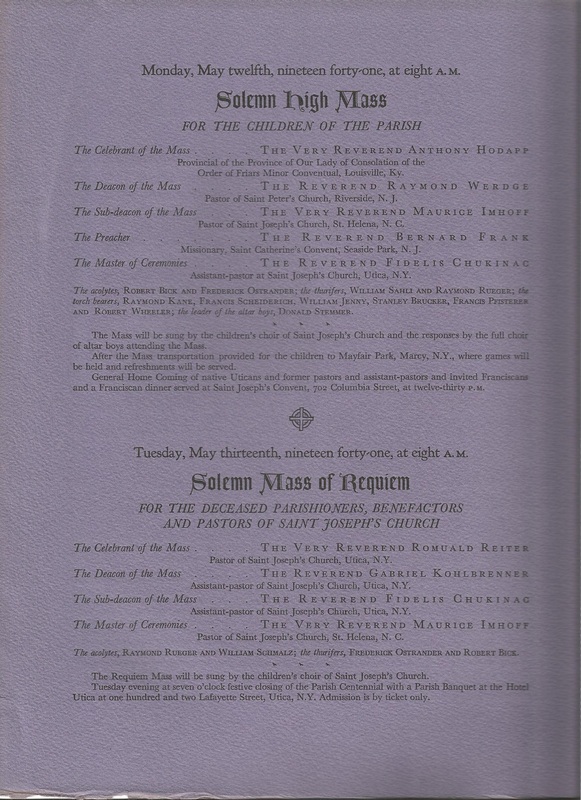 Monday, May twelfth, nineteen forty-one, at eight A.M.
Solemn High Mass
FOR THE CHILDREN OF THE PARISH
The Celebrant of the Mass . . . . THE VERY REVEREND ANTHONY HODAPP
Provincial of the Province of Our Lady of Consolation of the
Order of Friars Minor Conventual, Louisville, Ky.
The Deacon of the Mass . . . . THE REVEREND RAYMOND WERDGE
Pastor of Saint Peter's Church, Riverside, N. J.
The Sub-deacon of the Mass . . . . THE VERY REVEREND MAURICE IMHOFF
Pastor of Saint Joseph's Church, St. Helena, N. C.
The Preacher . . . . . . THE REVEREND BERNARD FRANK
Missionary, Saint Catherine's Convent, Seaside Park, N. J.
The Master of Ceremonies . . . . THE REVEREND FIDELIS CHUKINAC
Assistant-pastor at Saint Joseph's Church, Utica, N.Y.
The acolytes, ROBERT BICK AND FREDERICK OSTRANDER; the thurifers, WILLIAM SAHLI AND RAYMOND RUEGER; the
torch bearers, RAYMOND KANE, FRANCIS SCHEIDERICH, WILLIAM JENNY, STANLEY BRUCKER, FRANCIS PFISTERER
AND ROBERT WHEELER; the leader of the altar boys, DONALD STEMMER.
The Mass will be sung by the children's choir of Saint Joseph's Church and the responses by the full choir
of altar boys attending the Mass.
After the Mass transportation provided for the children to Mayfair Park, Marcy, N.Y., where games will
be held and refreshments will be served.
General Home Coming of native Uticans and former pastors and assistant-pastors and invited Franciscans
and a Franciscan dinner served at Saint Joseph's Convent, 702 Columbia Street, at twelve-thirty P.M.
Tuesday, May thirteenth, nineteen forty-one, at eight A.M.
Solemn Mass of Requiem
FOR THE DECEASED PARISHIONERS, BENEFACTORS
AND PASTORS OF SAINT JOSEPH'S CHURCH
The Celebrant of the Mass . . . . THE VERY REVEREND ROMUALD REITER
Pastor of Saint Joseph's Church, Utica, N.Y.
The Deacon of the Mass . . . . THE REVEREND GABRIEL KOHLBRENNER
Assistant-pastor of Saint Joseph's Church, Utica, N.Y.
The Sub-deacon of the Mass . . . . THE REVEREND FIDELIS CHUKINAC
Assistant-pastor of Saint Joseph's Church, Utica, N.Y.
The Master of Ceremonies . . . . THE VERY REVEREND MAURICE IMHOFF
Pastor of Saint Joseph's Church, St. Helena, N. C.
The acolytes, RAYMOND RUEGER AND WILLIAM SCHMALZ; the thurifers, FREDERICK OSTRANDER AND ROBERT BICK.
The Requiem Mass will be sung by the children's choir of Saint Joseph's Church.
Tuesday evening at seven o'clock festive closing of the Parish Centennial with a Parish Banquet at the Hotel
Utica at one hundred and two Lafayette Street, Utica, N.Y. Admission is by ticket only.